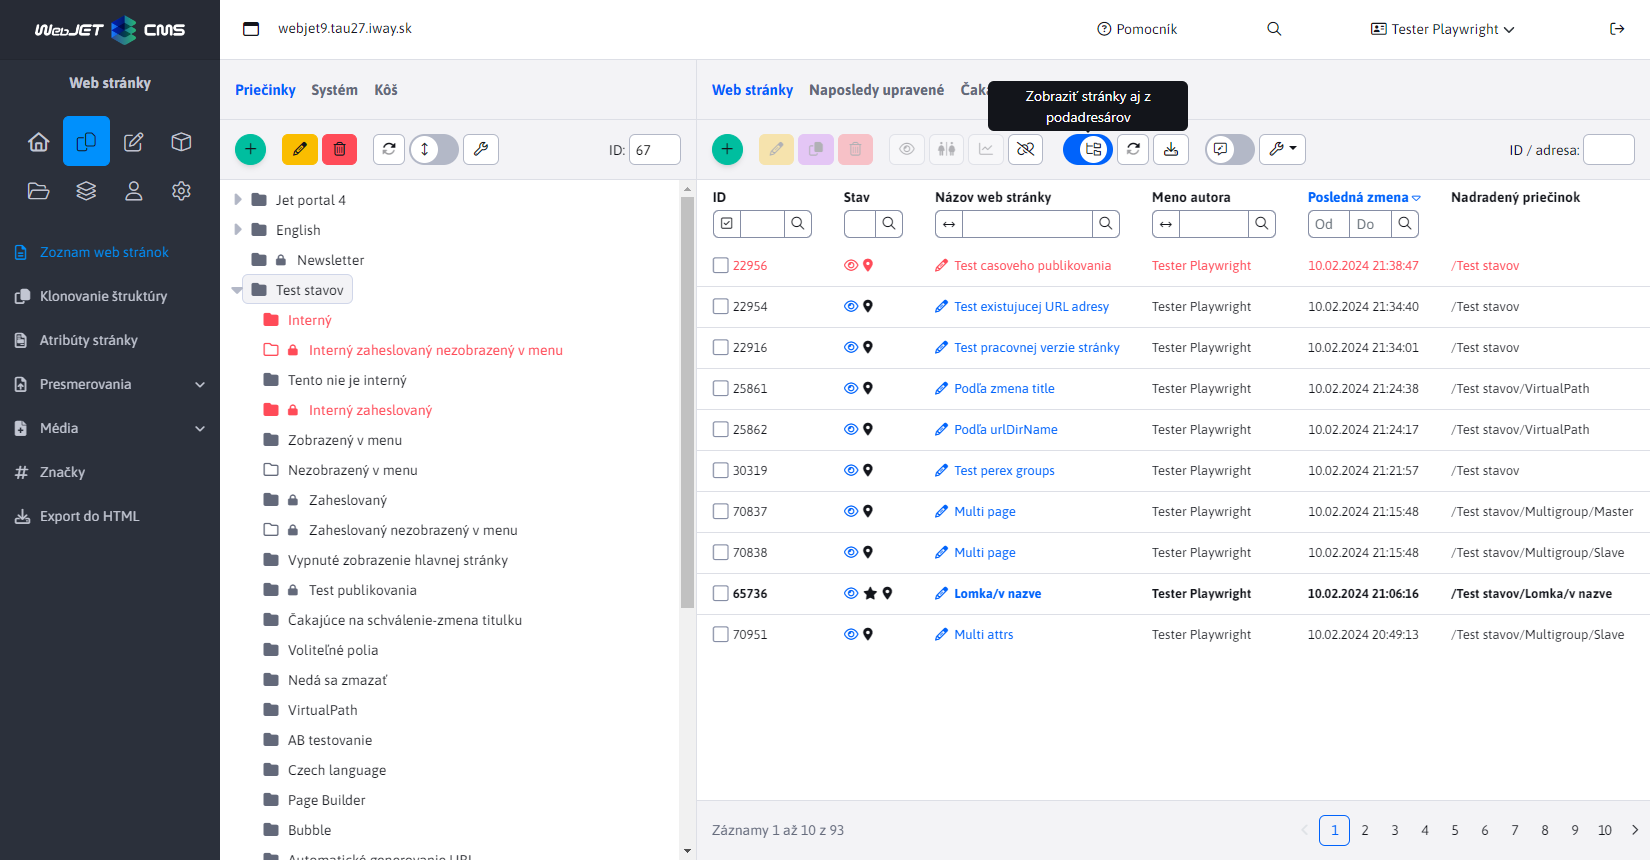 WebJET CMS
webjet9.tau27.iway.sk
Pomocník
Tester Playwright
Web stránky
Zoznam web stránok
Klonovanie štruktúry
Atribúty stránky
Presmerovania
Média
Značky
Export do HTML
Priečinky Systém Kôš
ID: 67
Jet portal 4
English
Newsletter
Test stavov
Interný
Interný zaheslovaný nezobrazený v menu
Tento nie je interný
Interný zaheslovaný
Zobrazený v menu
Nezobrazený v menu
Zaheslovaný
Zaheslovaný nezobrazený v menu
Vypnuté zobrazenie hlavnej stránky
Test publikovania
Čakajúce na schválenie-zmena titulku
Voliteľné polia
Nedá sa zmazať
VirtualPath
AB testovanie
Czech language
Page Builder
Bubble
Automatické generovanie URL
Web stránky Naposledy upravené
Zobraziť stránky aj z
podadresárov
ID / adresa:
ID Stav Názov web stránky Meno autora Posledná zmena Nadradený priečinok
Od Do
22956 Test casoveho publikovania Tester Playwright 10.02.2024 21:38:47 /Test stavov
22954 Test existujucej URL adresy Tester Playwright 10.02.2024 21:34:40 /Test stavov
22916 Test pracovnej verzie stránky Tester Playwright 10.02.2024 21:34:01 /Test stavov
25861 Podľa zmena title Tester Playwright 10.02.2024 21:24:38 /Test stavov/VirtualPath
25862 Podľa urlDirName Tester Playwright 10.02.2024 21:24:17 /Test stavov/VirtualPath
30319 Test perex groups Tester Playwright 10.02.2024 21:21:57 /Test stavov
70837 Multi page Tester Playwright 10.02.2024 21:15:48 /Test stavov/Multigroup/Master
70838 Multi page Tester Playwright 10.02.2024 21:15:48 /Test stavov/Multigroup/Slave
65736 Lomka/v nazve Tester Playwright 10.02.2024 21:06:16 /Test stavov/Lomka/v nazve
70951 Multi attrs Tester Playwright 10.02.2024 20:49:13 /Test stavov/Multigroup/Slave
Záznamy 1 až 10 z 93
1 2 3 4 5 6 7 8 9 10